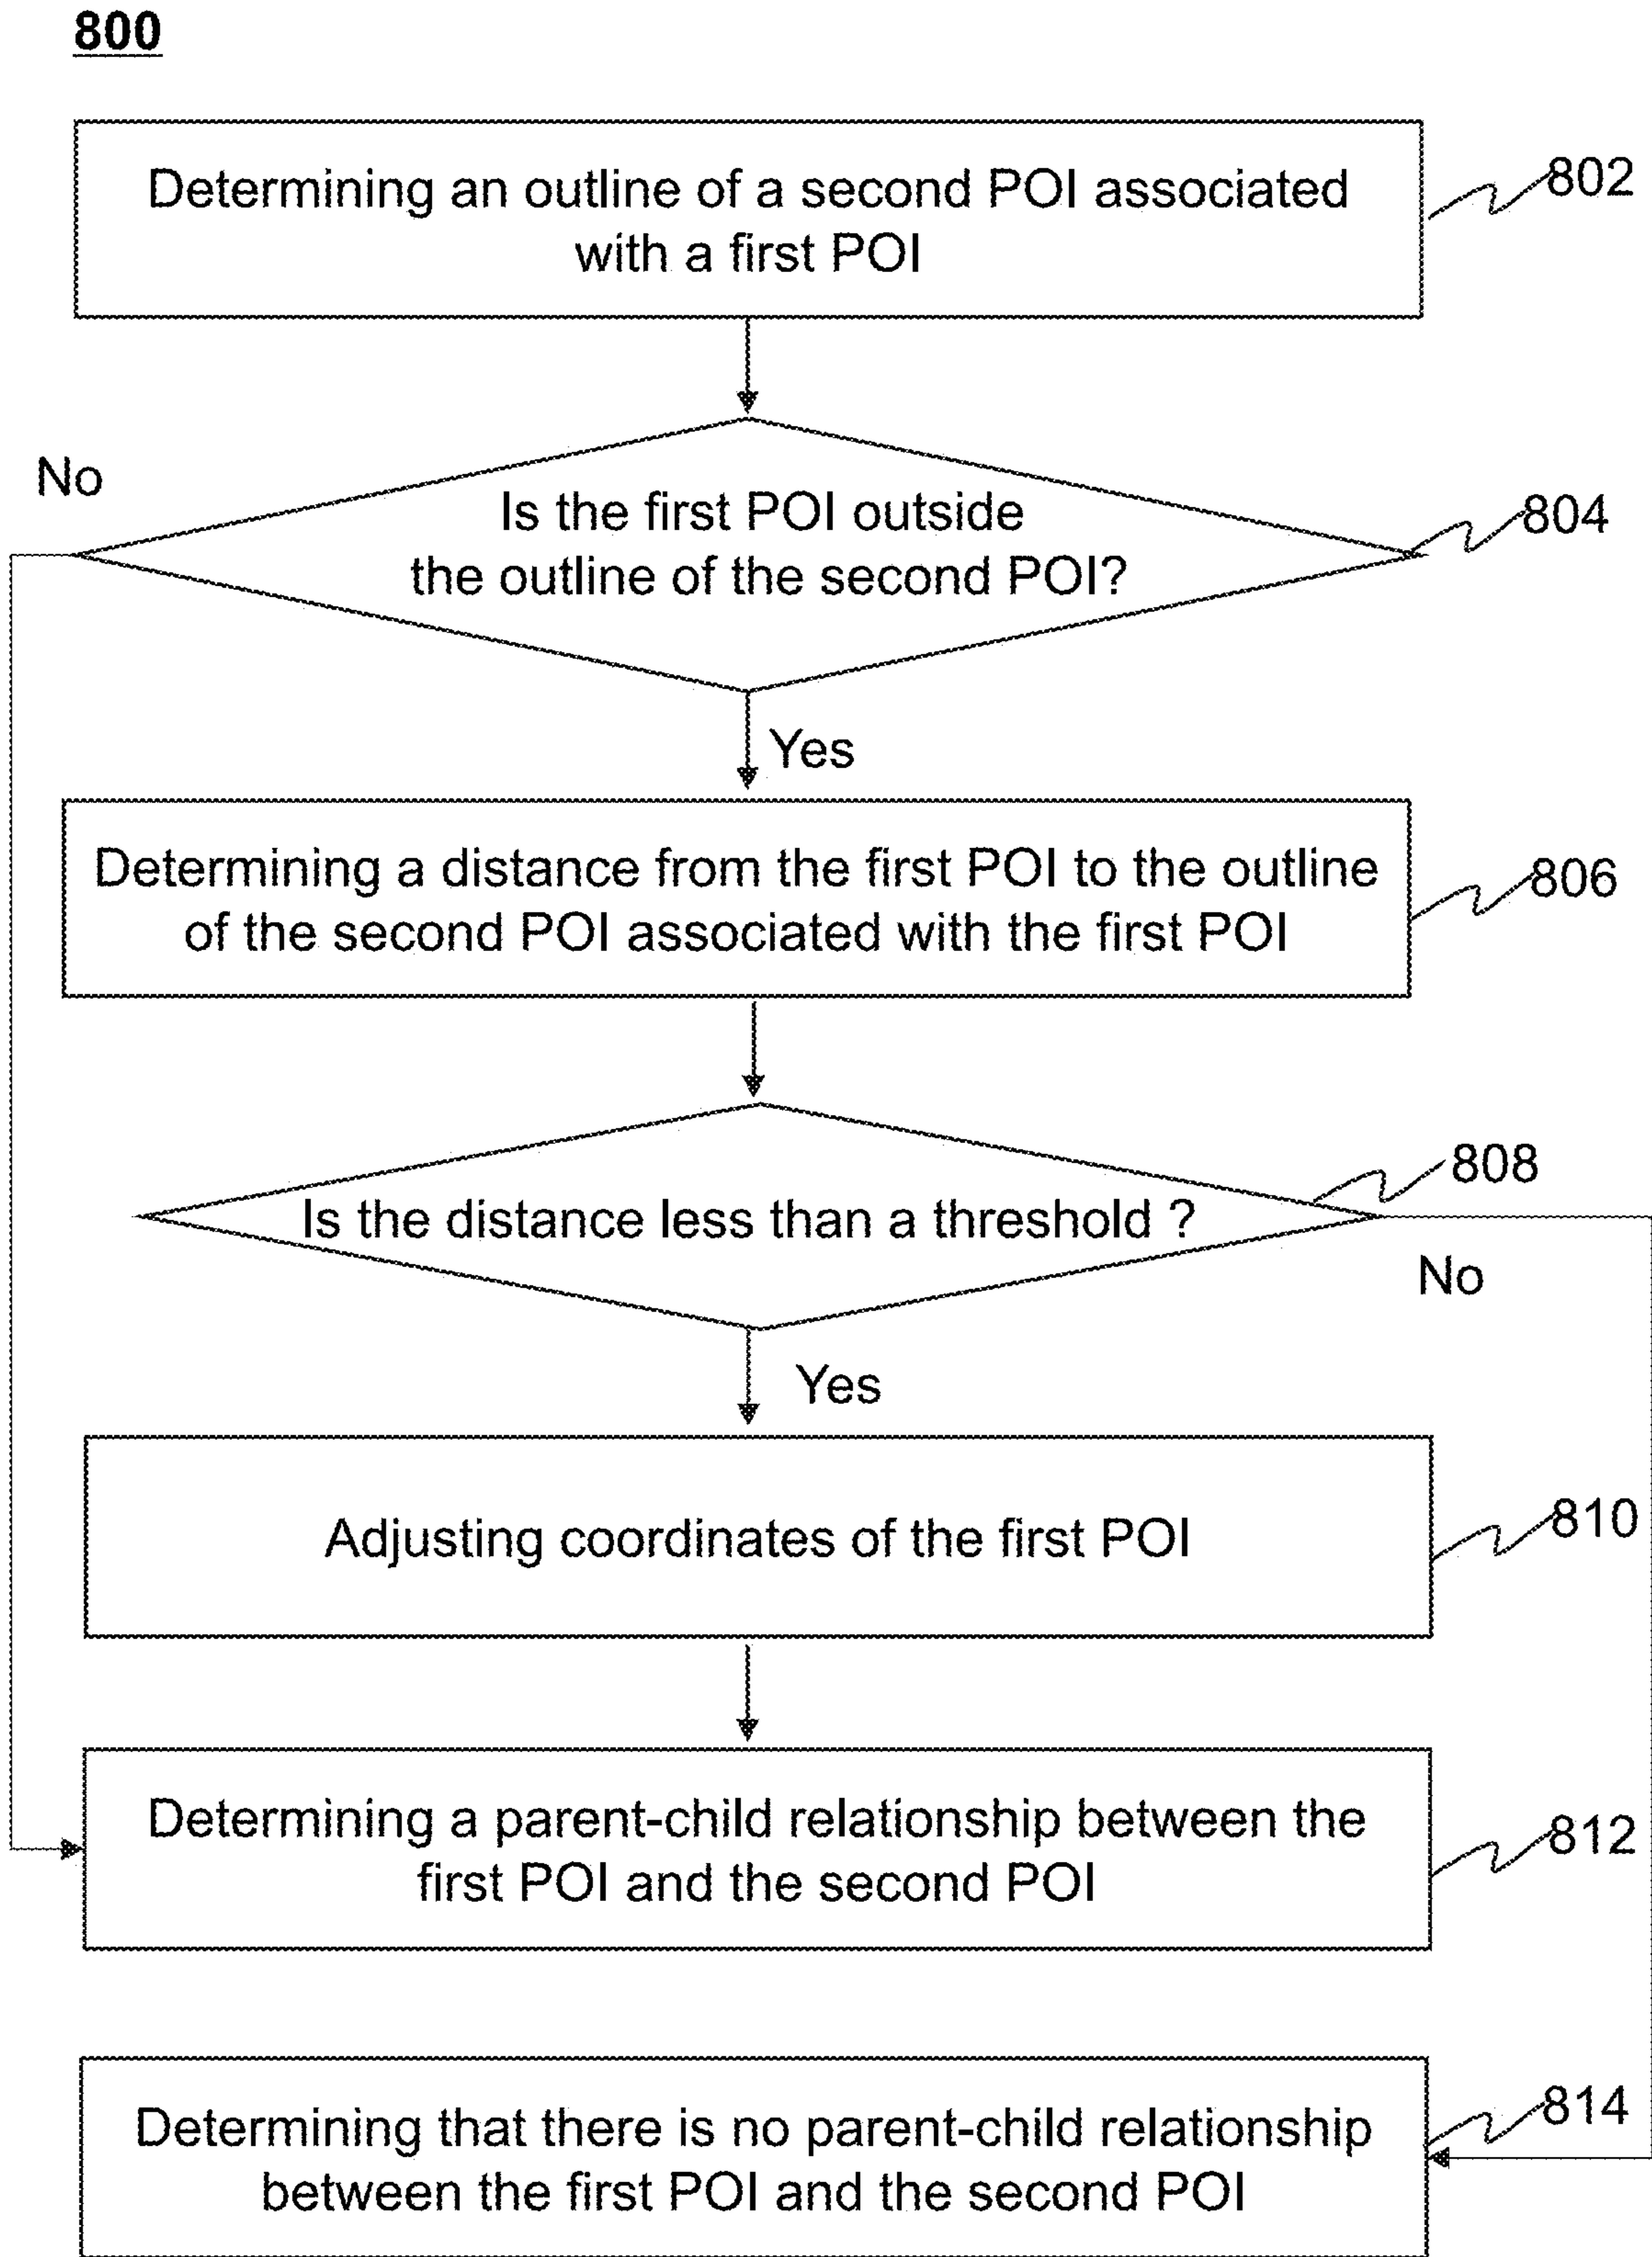 800
Determining an outline of a second POI associated
with a first POI
802
No
Is the first POI outside
the outline of the second POI?
804
Yes
Determining a distance from the first POI to the outline
of the second POI associated with the first POI
806
Is the distance less than a threshold ?
808
No
Yes
Adjusting coordinates of the first POI
810
Determining a parent-child relationship between the
first POI and the second POI
812
Determining that there is no parent-child relationship
between the first POI and the second POI
814